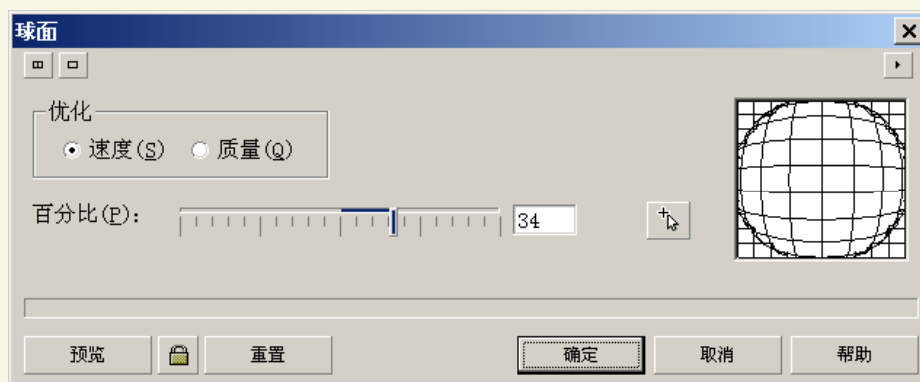 球面
优化
速度(S) 质量(Q)
百分比(P): 34
预览 重置 确定 取消 帮助